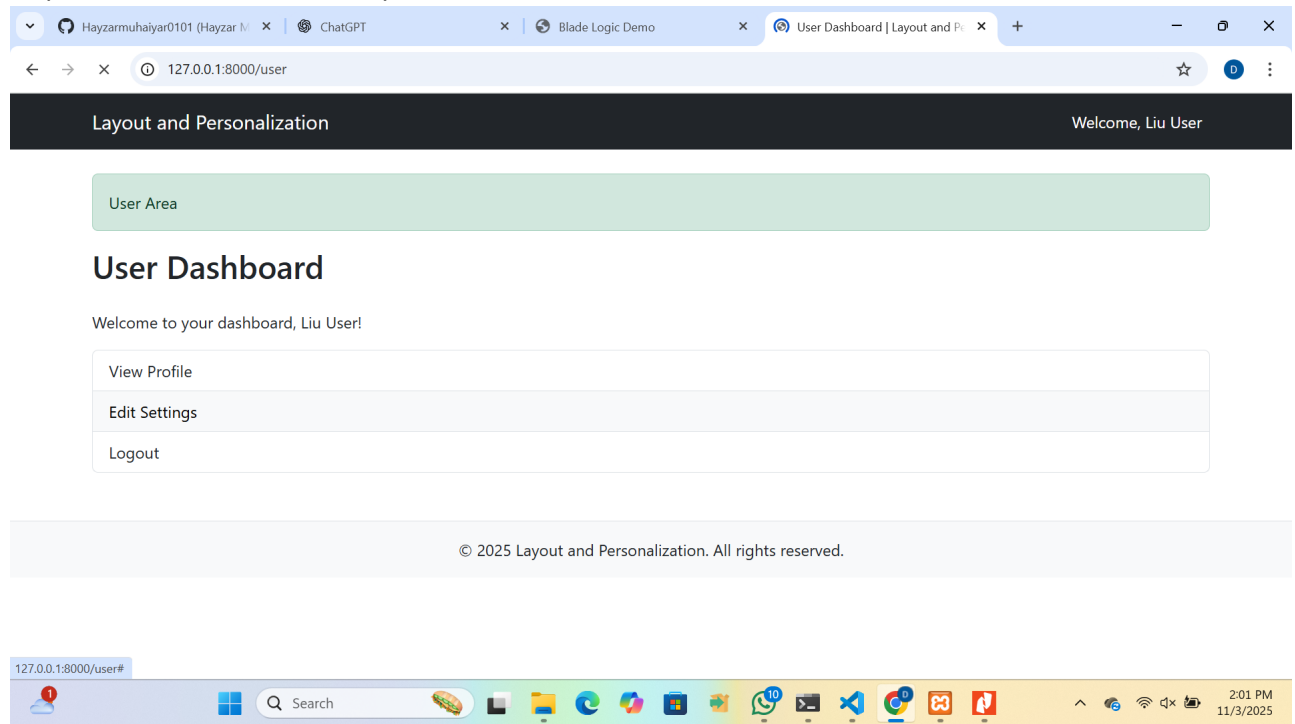 Hayzarmuhaiyar0101 (Hayzar M
ChatGPT
Blade Logic Demo
User Dashboard | Layout and Pe
127.0.0.1:8000/user
D
Layout and Personalization
Welcome, Liu User
User Area
User Dashboard
Welcome to your dashboard, Liu User!
View Profile
Edit Settings
Logout
© 2025 Layout and Personalization. All rights reserved.
127.0.0.1:8000/user#
1
Search
10
D
2:01 PM
11/3/2025